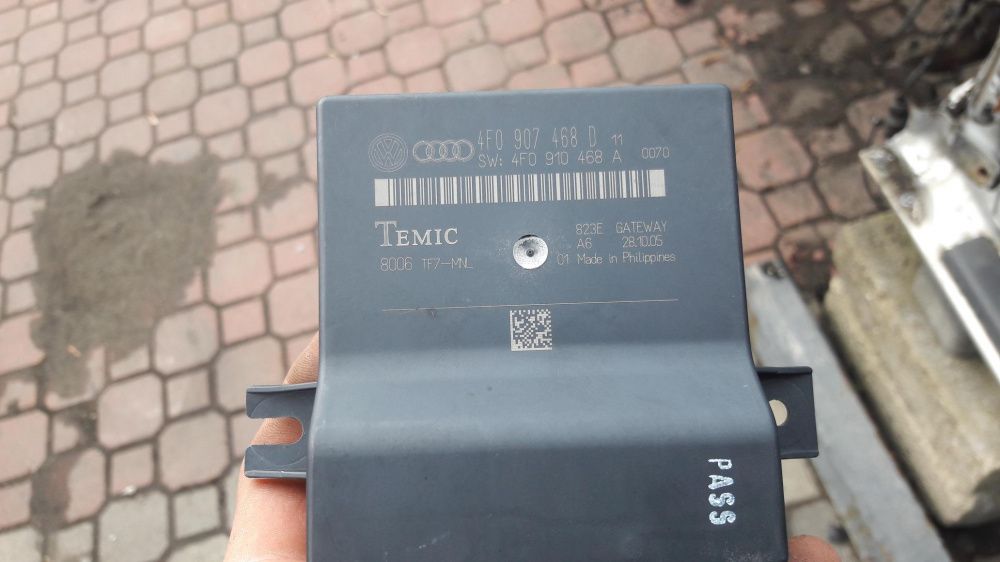 4F0 907 468 D 11
SW: 4F0 910 468 A 0070
TEMIC
8006 TF7-MNL
823E GATEWAY
A6 28.10.05
01 Made in Philippines
PASS